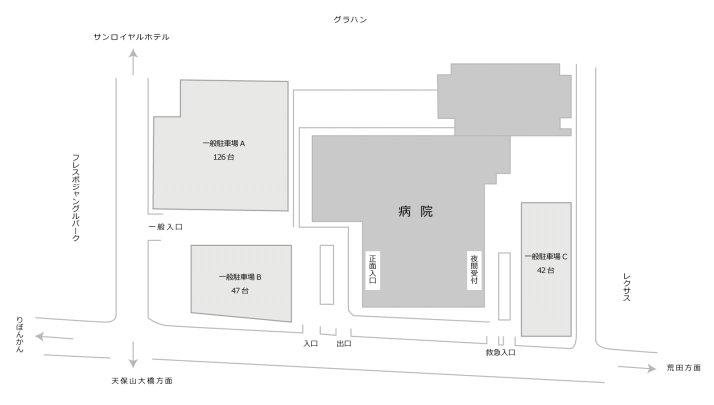 グラハン
サンロイヤルホテル
一般駐車場 A
126 台
フレスポジャングルパーク
病 院
一般入口
正面入口
夜間受付
一般駐車場 C
42 台
一般駐車場 B
47 台
レクサス
りぼんかん
入口
出口
救急入口
荒田方面
天保山大橋方面